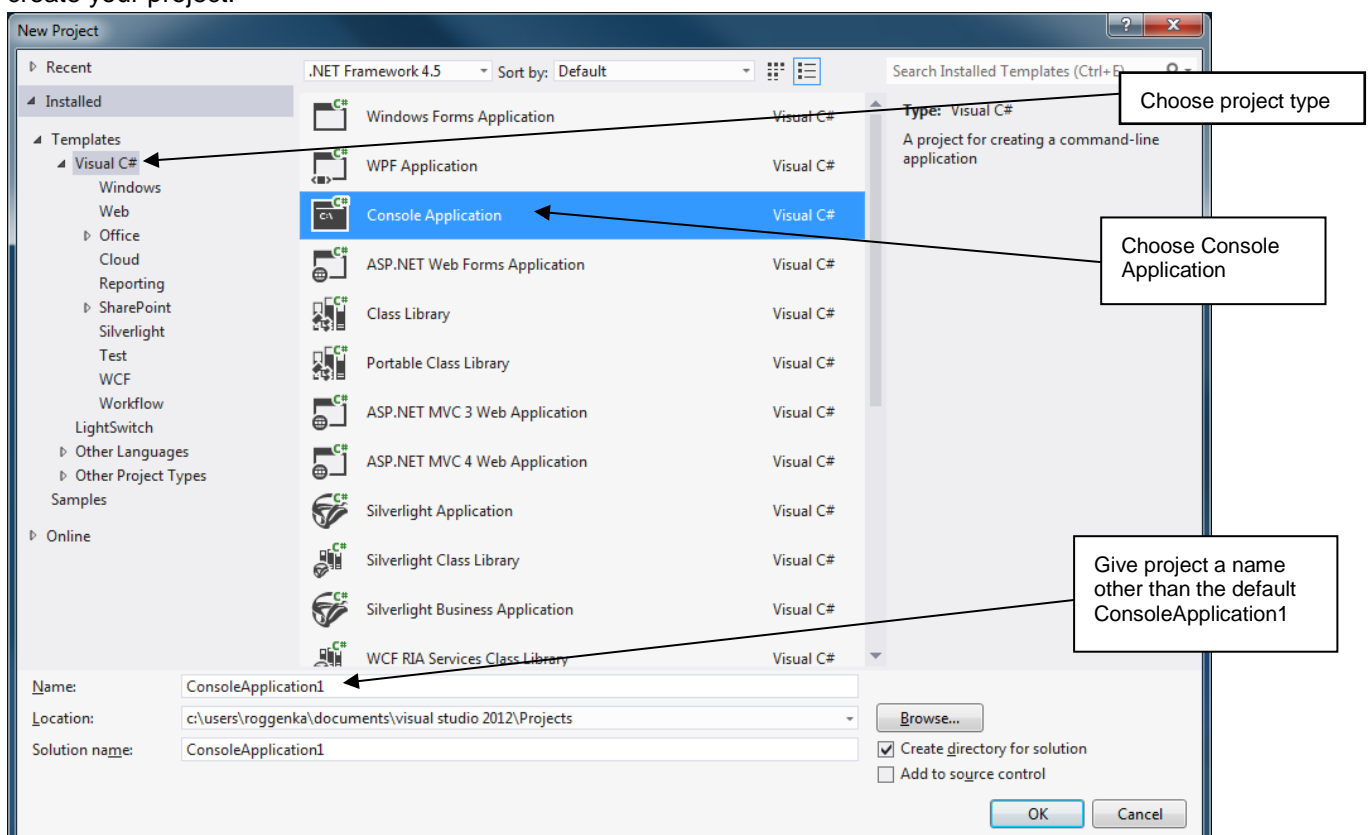 create your project.
New Project
Recent
Installed
Templates
Visual C#
Windows
Web
Office
Cloud
Reporting
SharePoint
Silverlight
Test
WCF
Workflow
LightSwitch
Other Languages
Other Project Types
Samples
Online
.NET Framework 4.5 Sort by: Default
Windows Forms Application Visual C#
WPF Application Visual C#
Console Application Visual C#
ASP.NET Web Forms Application Visual C#
Class Library Visual C#
Portable Class Library Visual C#
ASP.NET MVC 3 Web Application Visual C#
ASP.NET MVC 4 Web Application Visual C#
Silverlight Application Visual C#
Silverlight Class Library Visual C#
Silverlight Business Application Visual C#
WCF RIA Services Class Library Visual C#
Search Installed Templates
Type: Visual C#
A project for creating a command-line
application
Choose project type
Choose Console
Application
Give project a name
other than the default
ConsoleApplication1
Name: ConsoleApplication1
Location: c:\users\roggenka\documents\visual studio 2012\Projects
Browse...
Solution name: ConsoleApplication1
Create directory for solution
Add to source control
OK Cancel